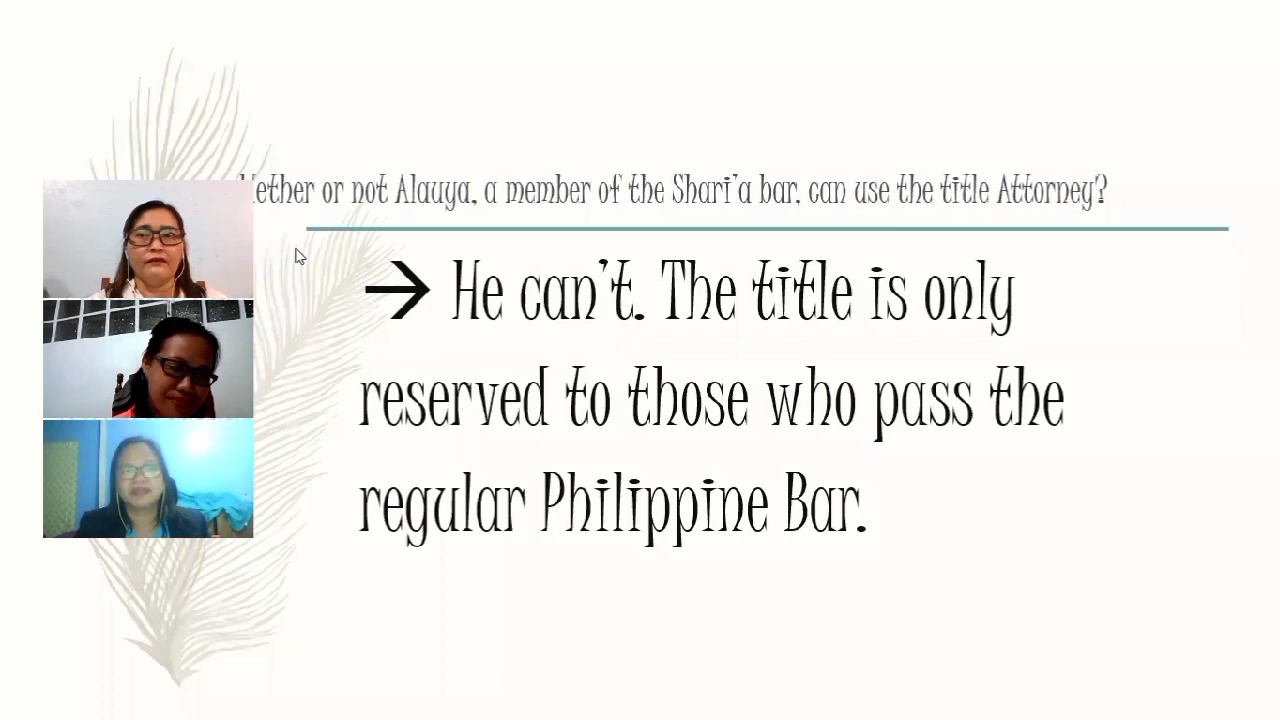 ether or not Alauya, a member of the Shari'a bar, can use the title Attorney?
→ He can't. The title is only
reserved to those who pass the
regular Philippine Bar.